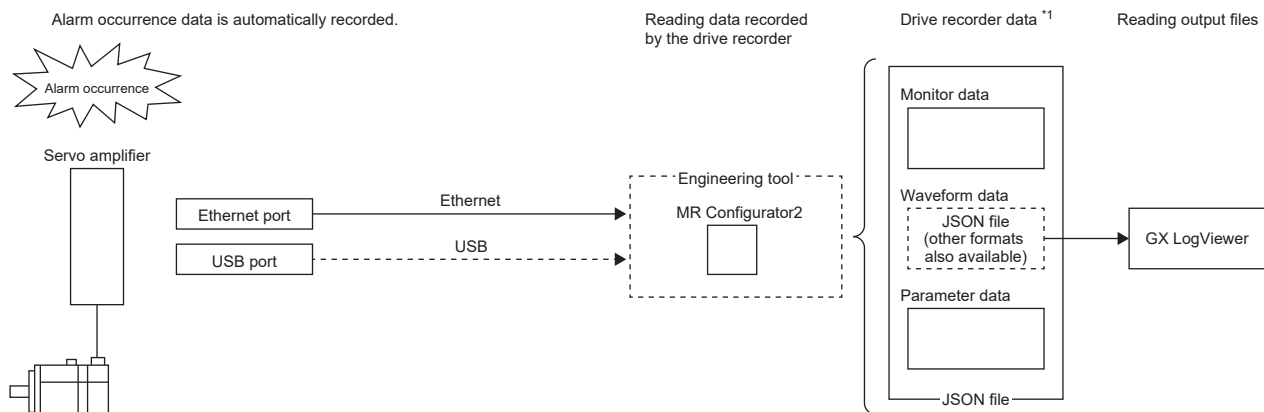 Alarm occurrence data is automatically recorded.
Reading data recorded
by the drive recorder
Drive recorder data *1
Reading output files
Alarm occurrence
Servo amplifier
Ethernet port
USB port
Ethernet
USB
Engineering tool
MR Configurator2
Monitor data
Waveform data
JSON file
(other formats
also available)
Parameter data
JSON file
GX LogViewer